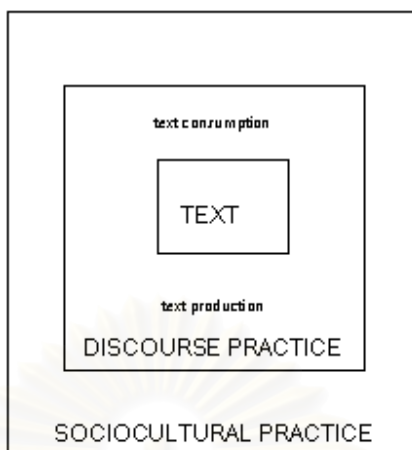 text consumption
TEXT
text production
DISCOURSE PRACTICE
SOCIOCULTURAL PRACTICE